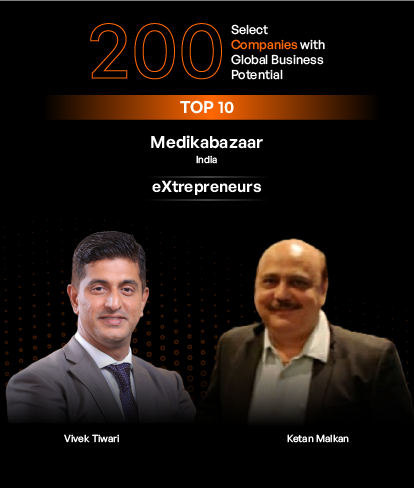 200
Select
Companies with
Global Business
Potential
TOP 10
Medikabazaar
India
eXtrepreneurs
Vivek Tiwari
Ketan Malkan